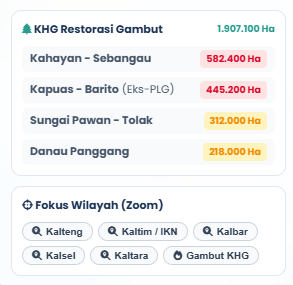 KHG Restorasi Gambut 1.907.100 Ha
Kahayan - Sebangau 582.400 Ha
Kapuas - Barito (Eks-PLG) 445.200 Ha
Sungai Pawan - Tolak 312.000 Ha
Danau Panggang 218.000 Ha
Fokus Wilayah (Zoom)
Kalteng Kaltim / IKN Kalbar
Kalsel Kaltara Gambut KHG